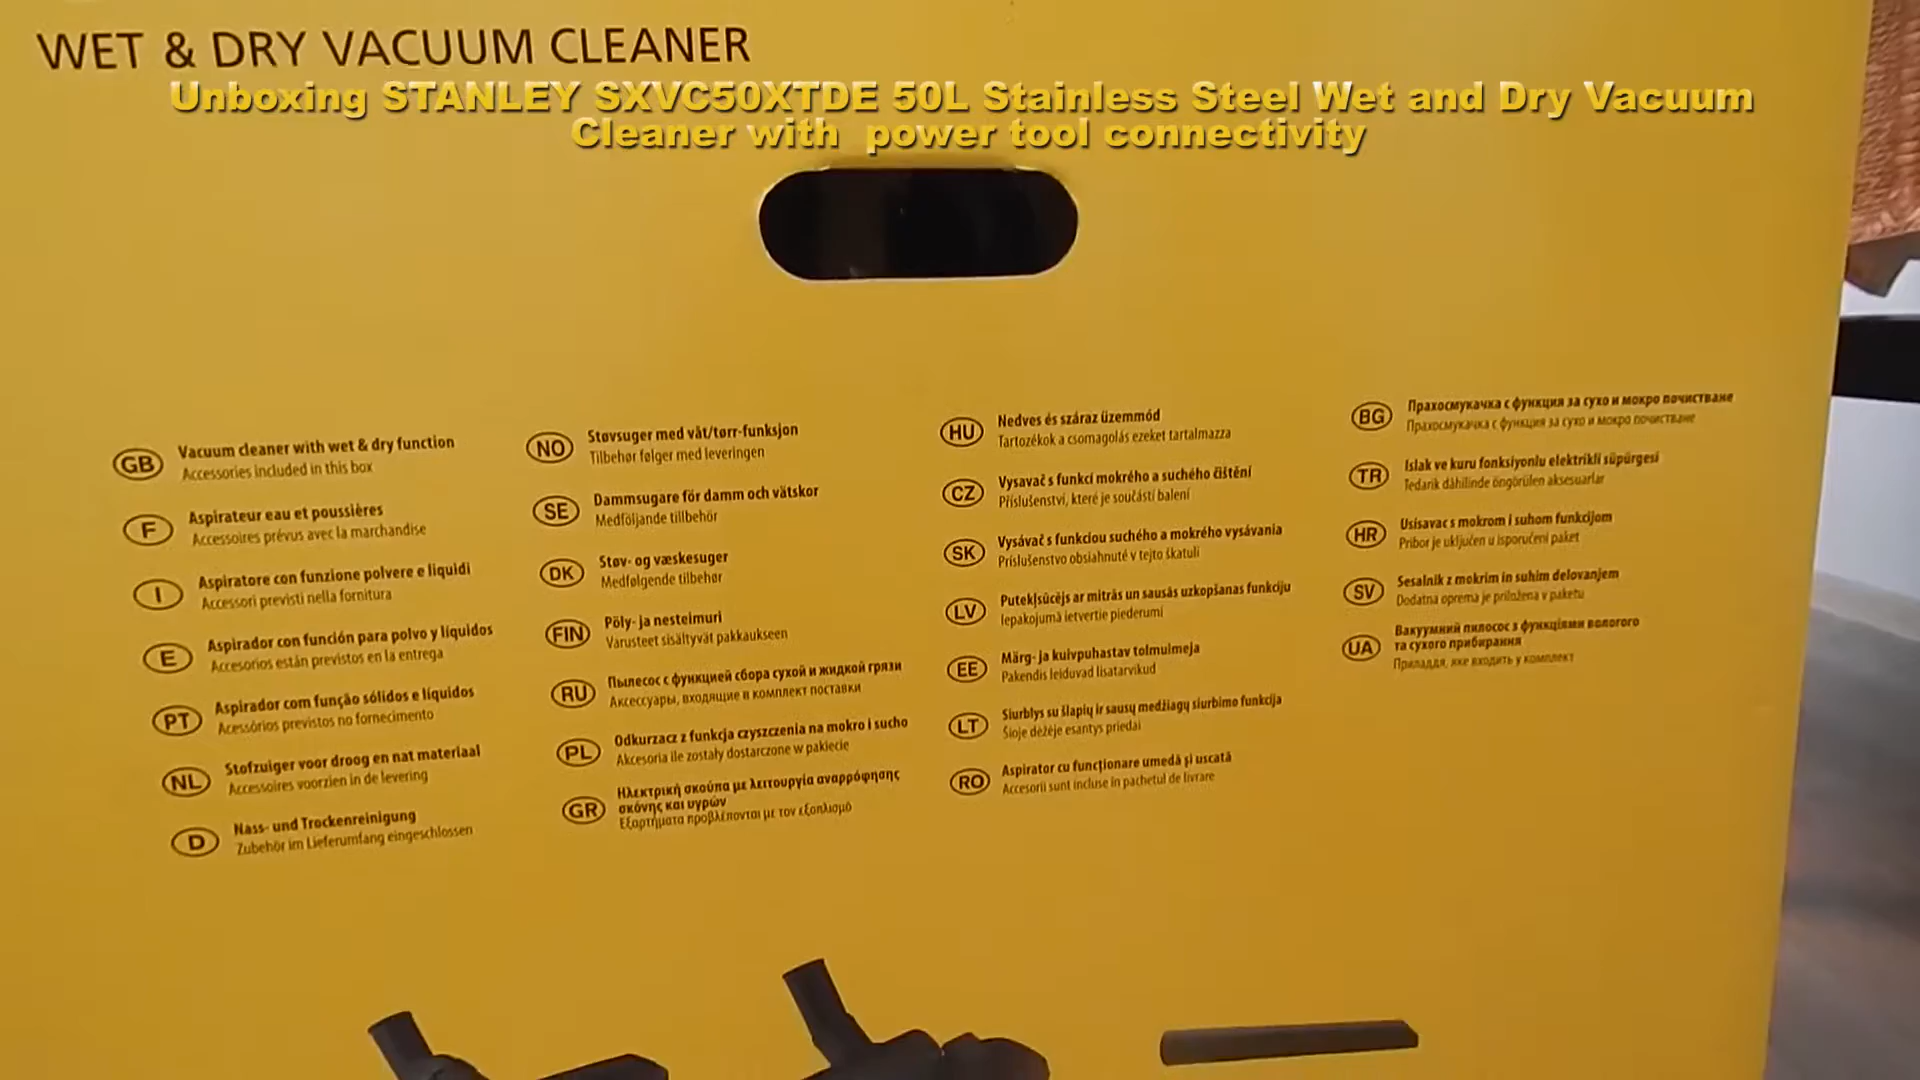 WET & DRY VACUUM CLEANER
Unboxing STANLEY SXVC50XTDE 50L Stainless Steel Wet and Dry Vacuum
Cleaner with power tool connectivity
GB
Vacuum cleaner with wet & dry function
Accessories included in this box
F
Aspirateur eau et poussières
Accessoires prévus avec la marchandise
I
Aspiratore con funzione polvere e liquidi
Accessori previsti nella fornitura
E
Aspirador con función para polvo y líquidos
Accesorios están previstos en la entrega
PT
Aspirador com função sólidos e líquidos
Acessórios previstos no fornecimento
NL
Stofzuiger voor droog en nat materiaal
Accessoires voorzien in de levering
D
Nass- und Trockenreinigung
Zubehör im Lieferumfang eingeschlossen
NO
Støvsuger med våt/tørr-funksjon
Tilbehør følger med leveringen
SE
Dammsugare för damm och vätskor
Medföljande tillbehör
DK
Støv- og væskesuger
Medfølgende tilbehør
FIN
Pöly- ja nesteimuri
Varusteet sisältyvät pakkaukseen
RU
Пылесос с функцией сбора сухой и жидкой грязи
Аксессуары, входящие в комплект поставки
PL
Odkurzacz z funkcja czyszczenia na mokro i sucho
Akcesoria ile zostały dostarczone w pakiecie
GR
Ηλεκτρική σκούπα με λειτουργία αναρρόφησης
σκόνης και υγρών
Εξαρτήματα προβλέπονται με τον εξοπλισμό
HU
Nedves és száraz üzemmód
Tartozékok a csomagolás ezeket tartalmazza
CZ
Vysavač s funkcí mokrého a suchého čištění
Příslušenství, které je součástí balení
SK
Vysávač s funkciou suchého a mokrého vysávania
Príslušenstvo obsiahnuté v tejto škatuli
LV
Putekļsūcējs ar mitrās un sausās uzkopšanas funkciju
Iepakojumā ietvertie piederumi
EE
Märg- ja kuivpuhastav tolmuimeja
Pakendis leiduvad lisatarvikud
LT
Siurblys su šlapių ir sausų medžiagų siurbimo funkcija
Šioje dėžėje esantys priedai
RO
Aspirator cu funcționare umedă și uscată
Accesorii sunt incluse in pachetul de livrare
BG
Прахосмукачка с функция за сухо и мокро почистване
Прахосмукачка с функция за сухо и мокро почистване
TR
Islak ve kuru fonksiyonlu elektrikli süpürgesi
Tedarik dâhilinde öngörülen aksesuarlar
HR
Usisavac s mokrom i suhom funkcijom
Pribor je uključen u isporučeni paket
SV
Sesalnik z mokrim in suhim delovanjem
Dodatna oprema je priložena v paketu
UA
Вакуумний пилосос з функціями вологого
та сухого прибирання
Приладдя, яке входить у комплект